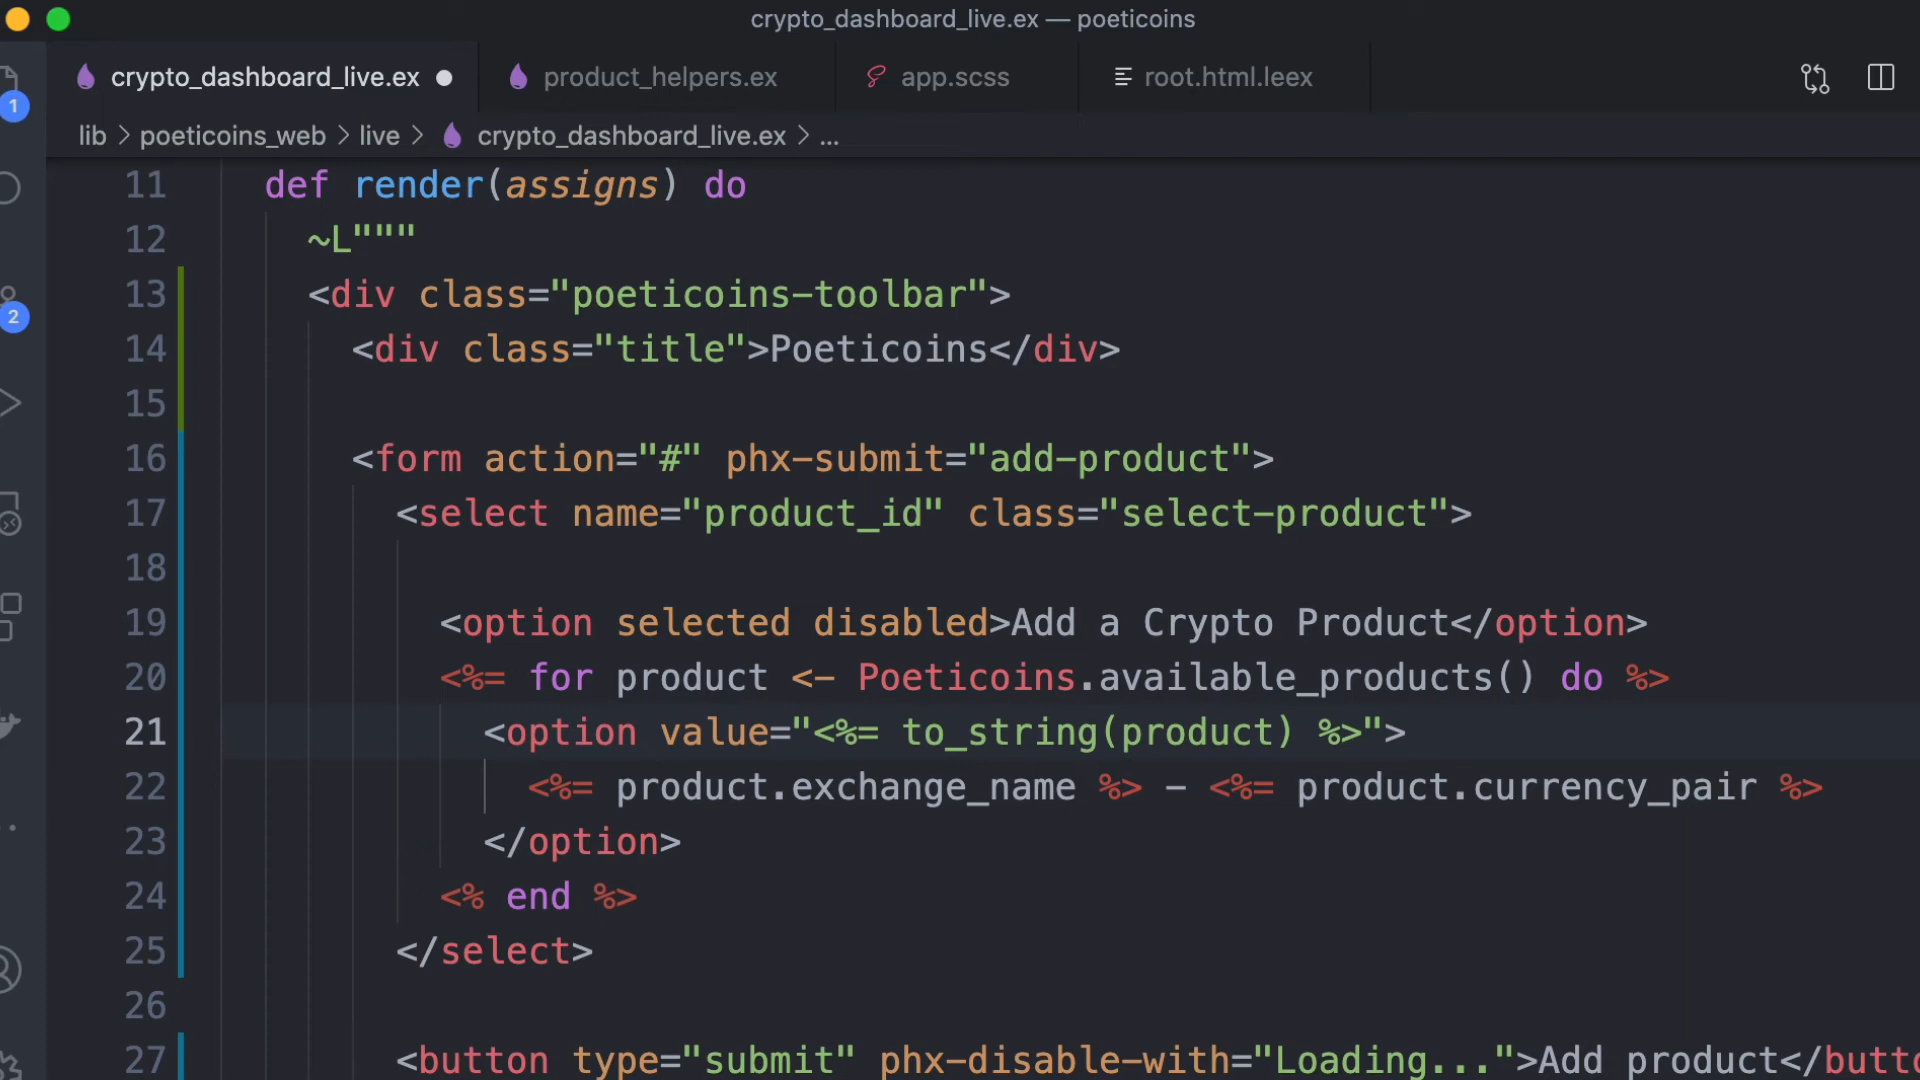 crypto_dashboard_live.ex — poeticoins
crypto_dashboard_live.ex product_helpers.ex app.scss root.html.leex
1
lib > poeticoins_web > live > crypto_dashboard_live.ex > ...
11 def render(assigns) do
12 ~L"""
2
13 <div class="poeticoins-toolbar">
14 <div class="title">Poeticoins</div>
15
16 <form action="#" phx-submit="add-product">
17 <select name="product_id" class="select-product">
18
19 <option selected disabled>Add a Crypto Product</option>
20 <%= for product <- Poeticoins.available_products() do %>
21 <option value="<%= to_string(product) %>">
22 <%= product.exchange_name %> - <%= product.currency_pair %>
23 </option>
24 <% end %>
25 </select>
26
27 <button type="submit" phx-disable-with="Loading...">Add product</butto